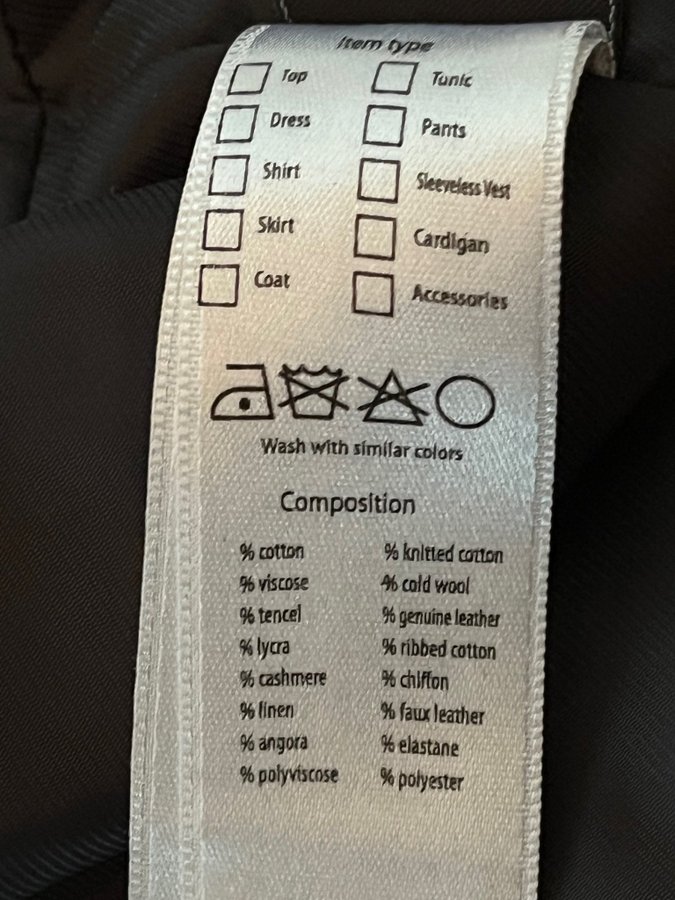 Item type
Top Tunic
Dress Pants
Shirt Sleeveless Vest
Skirt Cardigan
Coat Accessories
Wash with similar colors
Composition
% cotton % knitted cotton
% viscose % cold wool
% tencel % genuine leather
% lycra % ribbed cotton
% cashmere % chiffon
% linen % faux leather
% angora % elastane
% polyviscose % polyester